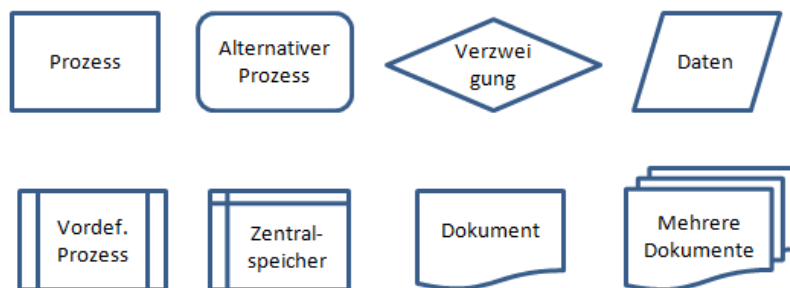 Prozess
Alternativer
Prozess
Verzwei
gung
Daten
Vordef.
Prozess
Zentral-
speicher
Dokument
Mehrere
Dokumente